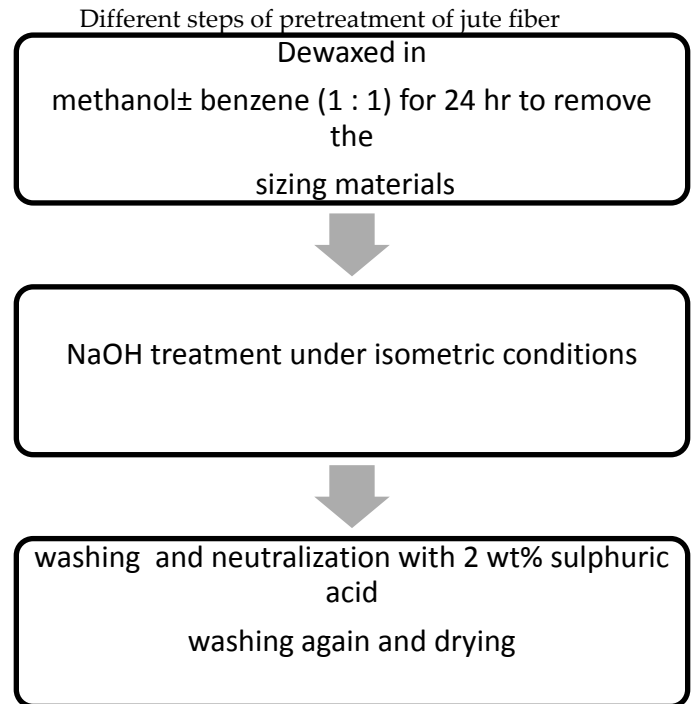 Different steps of pretreatment of jute fiber
Dewaxed in
methanol± benzene (1 : 1) for 24 hr to remove
the
sizing materials
NaOH treatment under isometric conditions
washing and neutralization with 2 wt% sulphuric
acid
washing again and drying